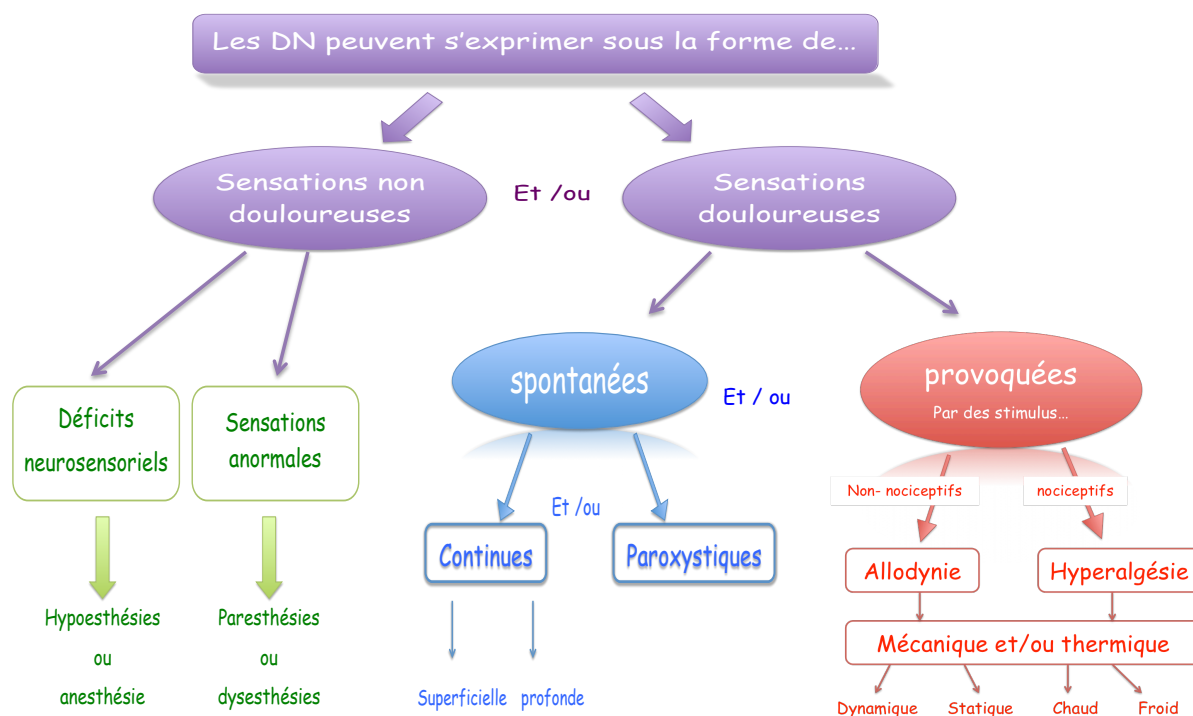 Les DN peuvent s’exprimer sous la forme de…
Sensations non
douloureuses
Et /ou
Sensations
douloureuses
spontanées
Et / ou
provoquées
Par des stimulus…
Déficits
neurosensoriels
Sensations
anormales
Non- nociceptifs
nociceptifs
Et /ou
Continues
Paroxystiques
Allodynie
Hyperalgésie
Hypoesthésies
ou
anesthésie
Paresthésies
ou
dysesthésies
Mécanique et/ou thermique
Superficielle
profonde
Dynamique
Statique
Chaud
Froid